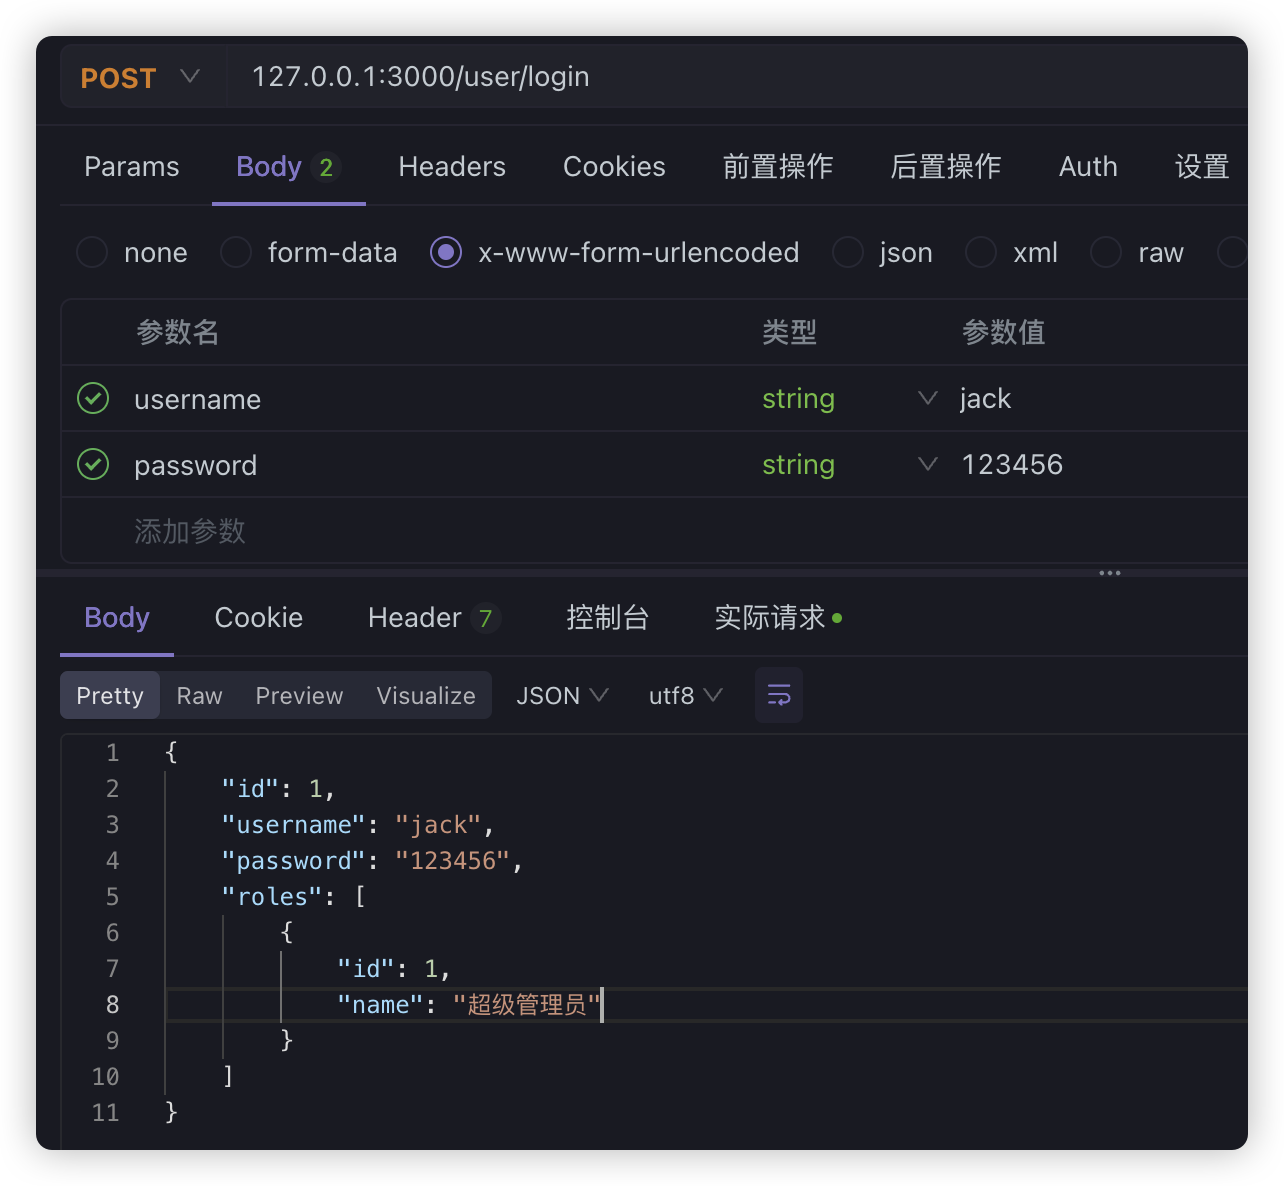 POST 127.0.0.1:3000/user/login
Params Body 2 Headers Cookies 前置操作 后置操作 Auth 设置
none form-data x-www-form-urlencoded json xml raw
参数名 类型 参数值
username string jack
password string 123456
添加参数
Body Cookie Header 7 控制台 实际请求
Pretty Raw Preview Visualize JSON utf8
1 {
2 "id": 1,
3 "username": "jack",
4 "password": "123456",
5 "roles": [
6 {
7 "id": 1,
8 "name": "超级管理员"
9 }
10 ]
11 }